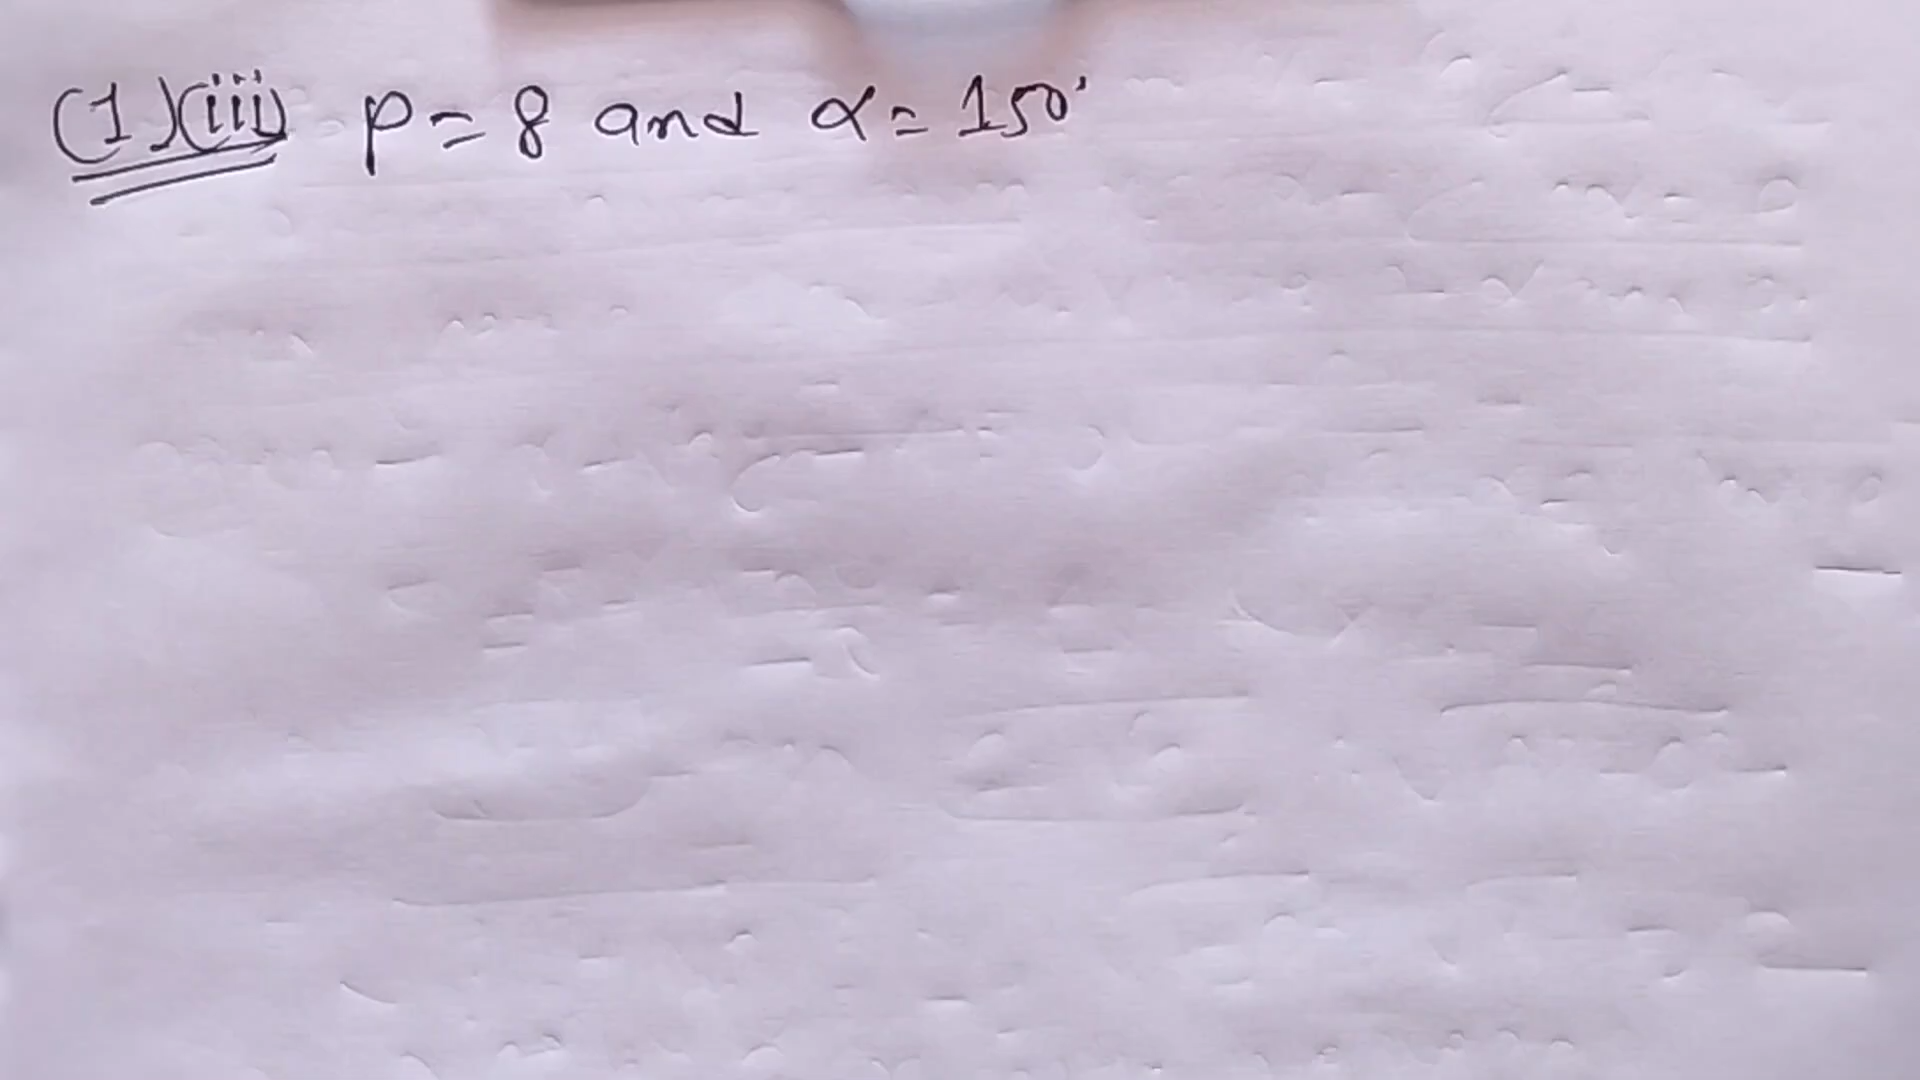 (1)(iii) p = 8 and α = 150°